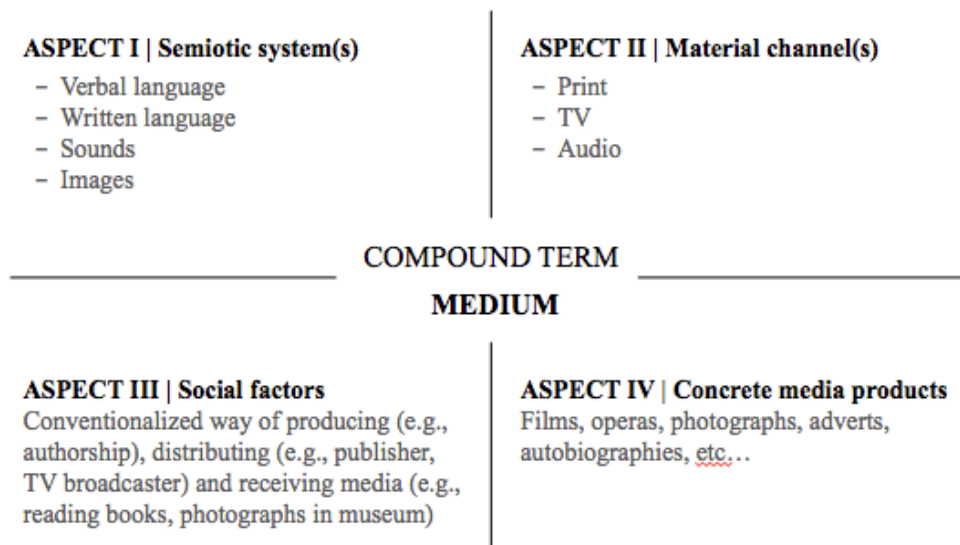 ASPECT I | Semiotic system(s)
– Verbal language
– Written language
– Sounds
– Images
ASPECT II | Material channel(s)
– Print
– TV
– Audio
COMPOUND TERM
MEDIUM
ASPECT III | Social factors
Conventionalized way of producing (e.g.,
authorship), distributing (e.g., publisher,
TV broadcaster) and receiving media (e.g.,
reading books, photographs in museum)
ASPECT IV | Concrete media products
Films, operas, photographs, adverts,
autobiographies, etc…